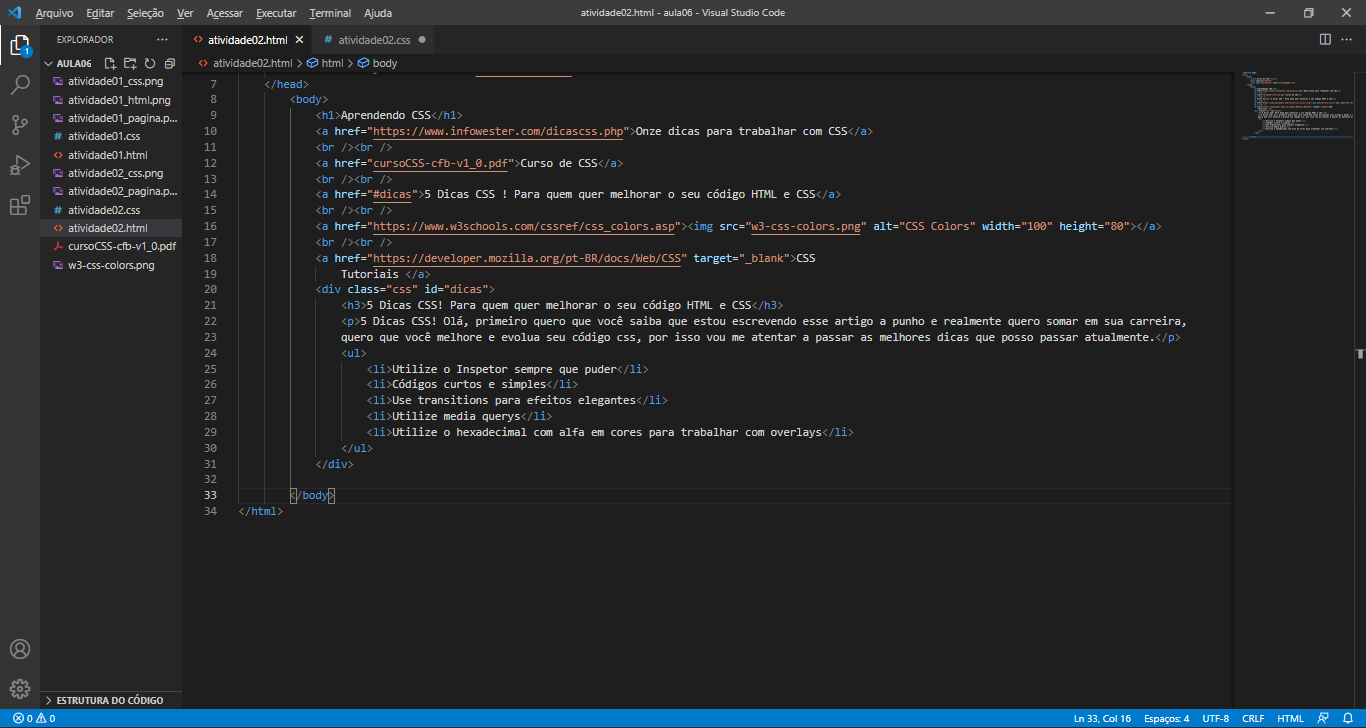 Arquivo Editar Seleção Ver Acessar Executar Terminal Ajuda
atividade02.html - aula06 - Visual Studio Code
EXPLORADOR
atividade02.html
# atividade02.css
1
AULA06
atividade02.html > html > body
atividade01_css.png
atividade01_html.png
atividade01_pagina.p...
# atividade01.css
atividade01.html
atividade02_css.png
atividade02_pagina.p...
# atividade02.css
atividade02.html
cursoCSS-cfb-v1_0.pdf
w3-css-colors.png
7 </head>
8 <body>
9 <h1>Aprendendo CSS</h1>
10 <a href="https://www.infowester.com/dicascss.php">Onze dicas para trabalhar com CSS</a>
11 <br /><br />
12 <a href="cursoCSS-cfb-v1_0.pdf">Curso de CSS</a>
13 <br /><br />
14 <a href="#dicas">5 Dicas CSS ! Para quem quer melhorar o seu código HTML e CSS</a>
15 <br /><br />
16 <a href="https://www.w3schools.com/cssref/css_colors.asp"><img src="w3-css-colors.png" alt="CSS Colors" width="100" height="80"></a>
17 <br /><br />
18 <a href="https://developer.mozilla.org/pt-BR/docs/Web/CSS" target="_blank">CSS
19 Tutoriais </a>
20 <div class="css" id="dicas">
21 <h3>5 Dicas CSS! Para quem quer melhorar o seu código HTML e CSS</h3>
22 <p>5 Dicas CSS! Olá, primeiro quero que você saiba que estou escrevendo esse artigo a punho e realmente quero somar em sua carreira,
23 quero que você melhore e evolua seu código css, por isso vou me atentar a passar as melhores dicas que posso passar atualmente.</p>
24 <ul>
25 <li>Utilize o Inspetor sempre que puder</li>
26 <li>Códigos curtos e simples</li>
27 <li>Use transitions para efeitos elegantes</li>
28 <li>Utilize media querys</li>
29 <li>Utilize o hexadecimal com alfa em cores para trabalhar com overlays</li>
30 </ul>
31 </div>
32
33 </body>
34 </html>
ESTRUTURA DO CÓDIGO
0 0
Ln 33, Col 16 Espaços: 4 UTF-8 CRLF HTML